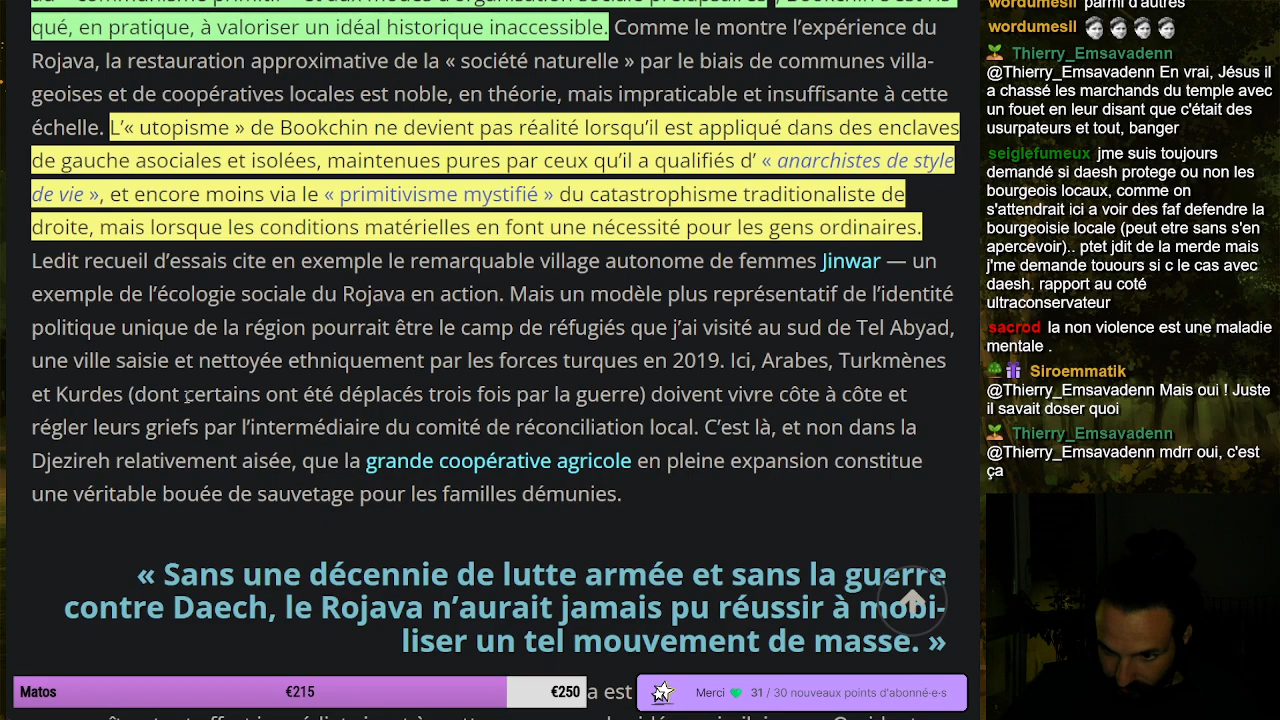 qué, en pratique, à valoriser un idéal historique inaccessible. Comme le montre l'expérience du
Rojava, la restauration approximative de la « société naturelle » par le biais de communes villa-
geoises et de coopératives locales est noble, en théorie, mais impraticable et insuffisante à cette
échelle. L'« utopisme » de Bookchin ne devient pas réalité lorsqu'il est appliqué dans des enclaves
de gauche asociales et isolées, maintenues pures par ceux qu'il a qualifiés d' « anarchistes de style
de vie », et encore moins via le « primitivisme mystifié » du catastrophisme traditionaliste de
droite, mais lorsque les conditions matérielles en font une nécessité pour les gens ordinaires.
Ledit recueil d'essais cite en exemple le remarquable village autonome de femmes Jinwar — un
exemple de l'écologie sociale du Rojava en action. Mais un modèle plus représentatif de l'identité
politique unique de la région pourrait être le camp de réfugiés que j'ai visité au sud de Tel Abyad,
une ville saisie et nettoyée ethniquement par les forces turques en 2019. Ici, Arabes, Turkmènes
et Kurdes (dont certains ont été déplacés trois fois par la guerre) doivent vivre côte à côte et
régler leurs griefs par l'intermédiaire du comité de réconciliation local. C'est là, et non dans la
Djezireh relativement aisée, que la grande coopérative agricole en pleine expansion constitue
une véritable bouée de sauvetage pour les familles démunies.
« Sans une décennie de lutte armée et sans la guerre
contre Daech, le Rojava n'aurait jamais pu réussir à mobi-
liser un tel mouvement de masse. »
a est
Matos €215 €250
Merci 31 / 30 nouveaux points d'abonné·e·s
wordumesil parmi d'autres
wordumesil
Thierry_Emsavadenn
@Thierry_Emsavadenn En vrai, Jésus il
a chassé les marchands du temple avec
un fouet en leur disant que c'était des
usurpateurs et tout, banger
seiglefumeux jme suis toujours
demandé si daesh protege ou non les
bourgeois locaux, comme on
s'attendrait ici a voir des faf defendre la
bourgeoisie locale (peut etre sans s'en
apercevoir).. ptet jdit de la merde mais
j'me demande touours si c le cas avec
daesh. rapport au coté
ultraconservateur
sacrod la non violence est une maladie
mentale .
Siroemmatik
@Thierry_Emsavadenn Mais oui ! Juste
il savait doser quoi
Thierry_Emsavadenn
@Thierry_Emsavadenn mdrr oui, c'est
ça